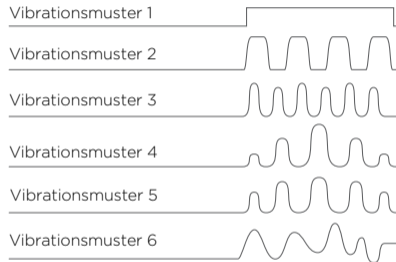 Vibrationsmuster 1
Vibrationsmuster 2
Vibrationsmuster 3
Vibrationsmuster 4
Vibrationsmuster 5
Vibrationsmuster 6